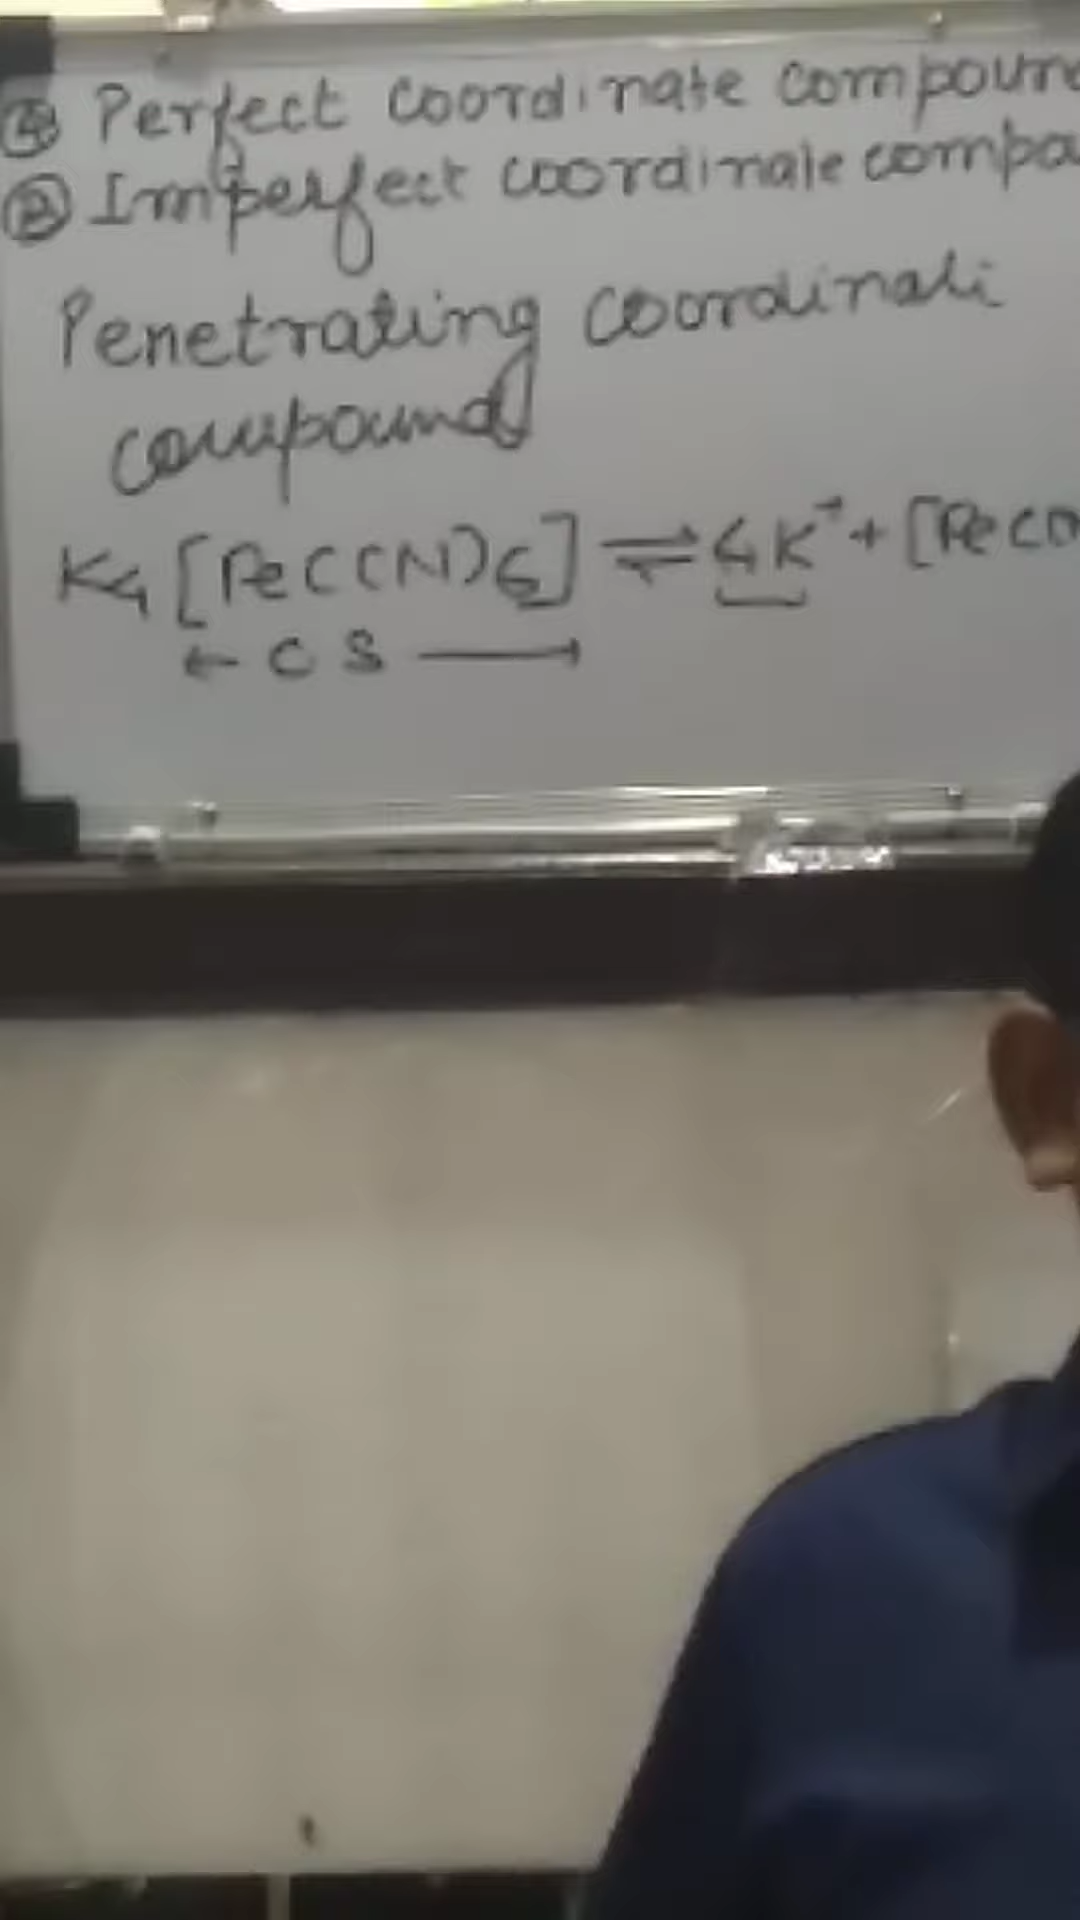 Ⓐ Perfect coordinate compoun
Ⓑ Imperfect coordinate compo
Penetrating coordinati
compound
K4 [Fe(CN)6] ⇌ 4K⁺ + [Fe(C
← C S →